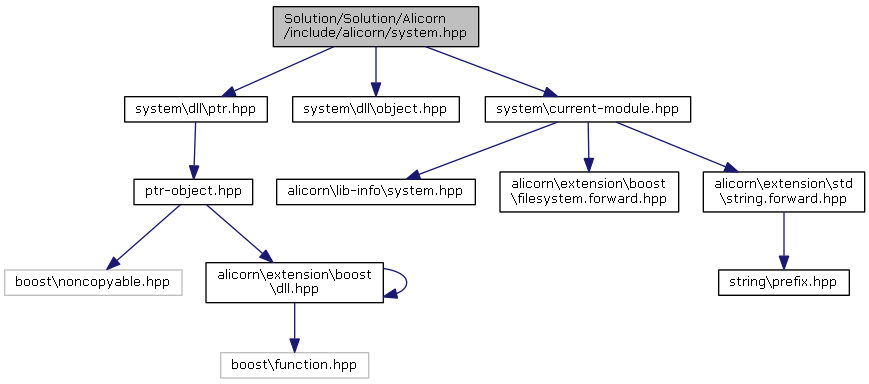 Solution/Solution/Alicorn
/include/alicorn/system.hpp
system\dll\ptr.hpp
system\dll\object.hpp
system\current-module.hpp
ptr-object.hpp
alicorn\lib-info\system.hpp
alicorn\extension\boost
\filesystem.forward.hpp
alicorn\extension\std
\string.forward.hpp
boost\noncopyable.hpp
alicorn\extension\boost
\dll.hpp
string\prefix.hpp
boost\function.hpp